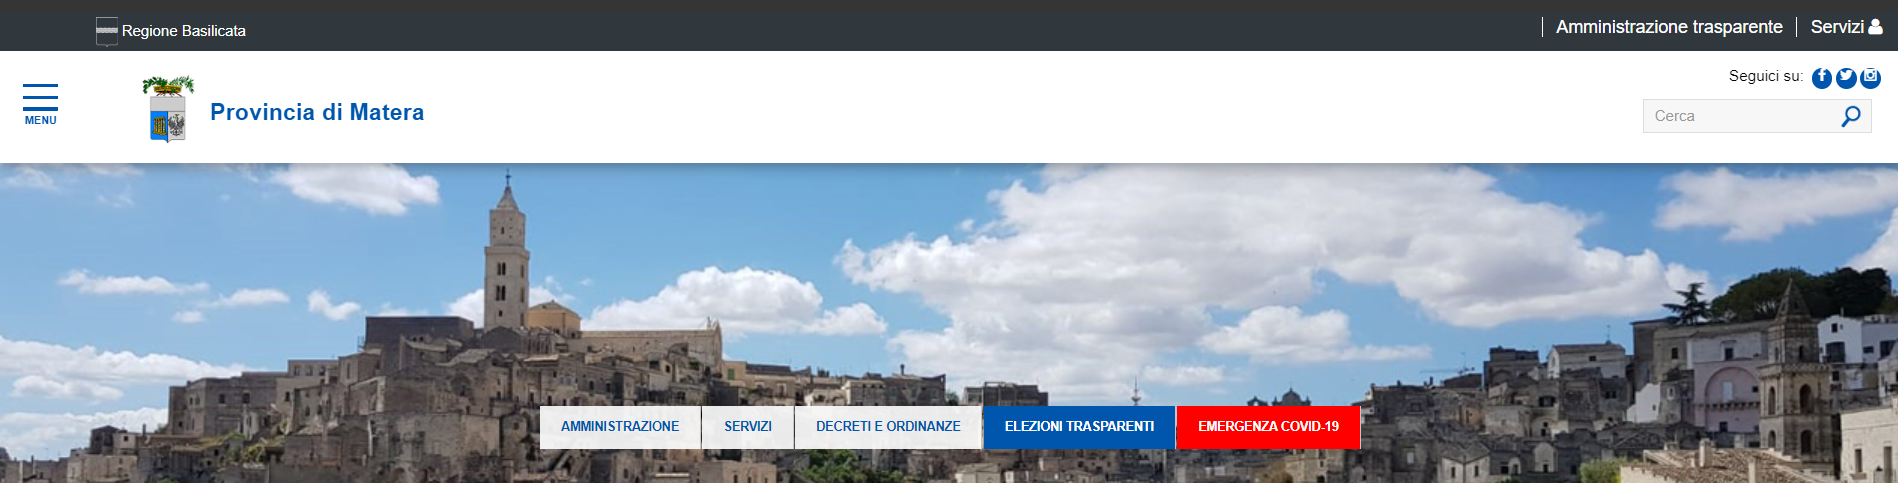 Regione Basilicata
Amministrazione trasparente
Servizi
MENU
Provincia di Matera
Seguici su:
Cerca
AMMINISTRAZIONE
SERVIZI
DECRETI E ORDINANZE
ELEZIONI TRASPARENTI
EMERGENZA COVID-19